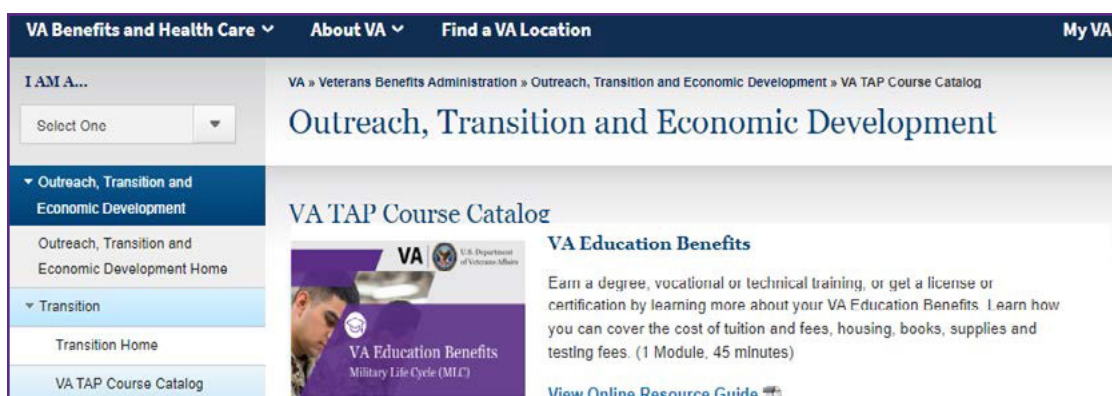 VA Benefits and Health Care About VA Find a VA Location My VA
I AM A...
Select One
VA » Veterans Benefits Administration » Outreach, Transition and Economic Development » VA TAP Course Catalog
Outreach, Transition and Economic Development
Outreach, Transition and
Economic Development
Outreach, Transition and
Economic Development Home
Transition
Transition Home
VA TAP Course Catalog
VA TAP Course Catalog
VA U.S. Department
of Veterans Affairs
VA Education Benefits
Military Life Cycle (MLC)
VA Education Benefits
Earn a degree, vocational or technical training, or get a license or
certification by learning more about your VA Education Benefits. Learn how
you can cover the cost of tuition and fees, housing, books, supplies and
testing fees. (1 Module, 45 minutes)
View Online Resource Guide